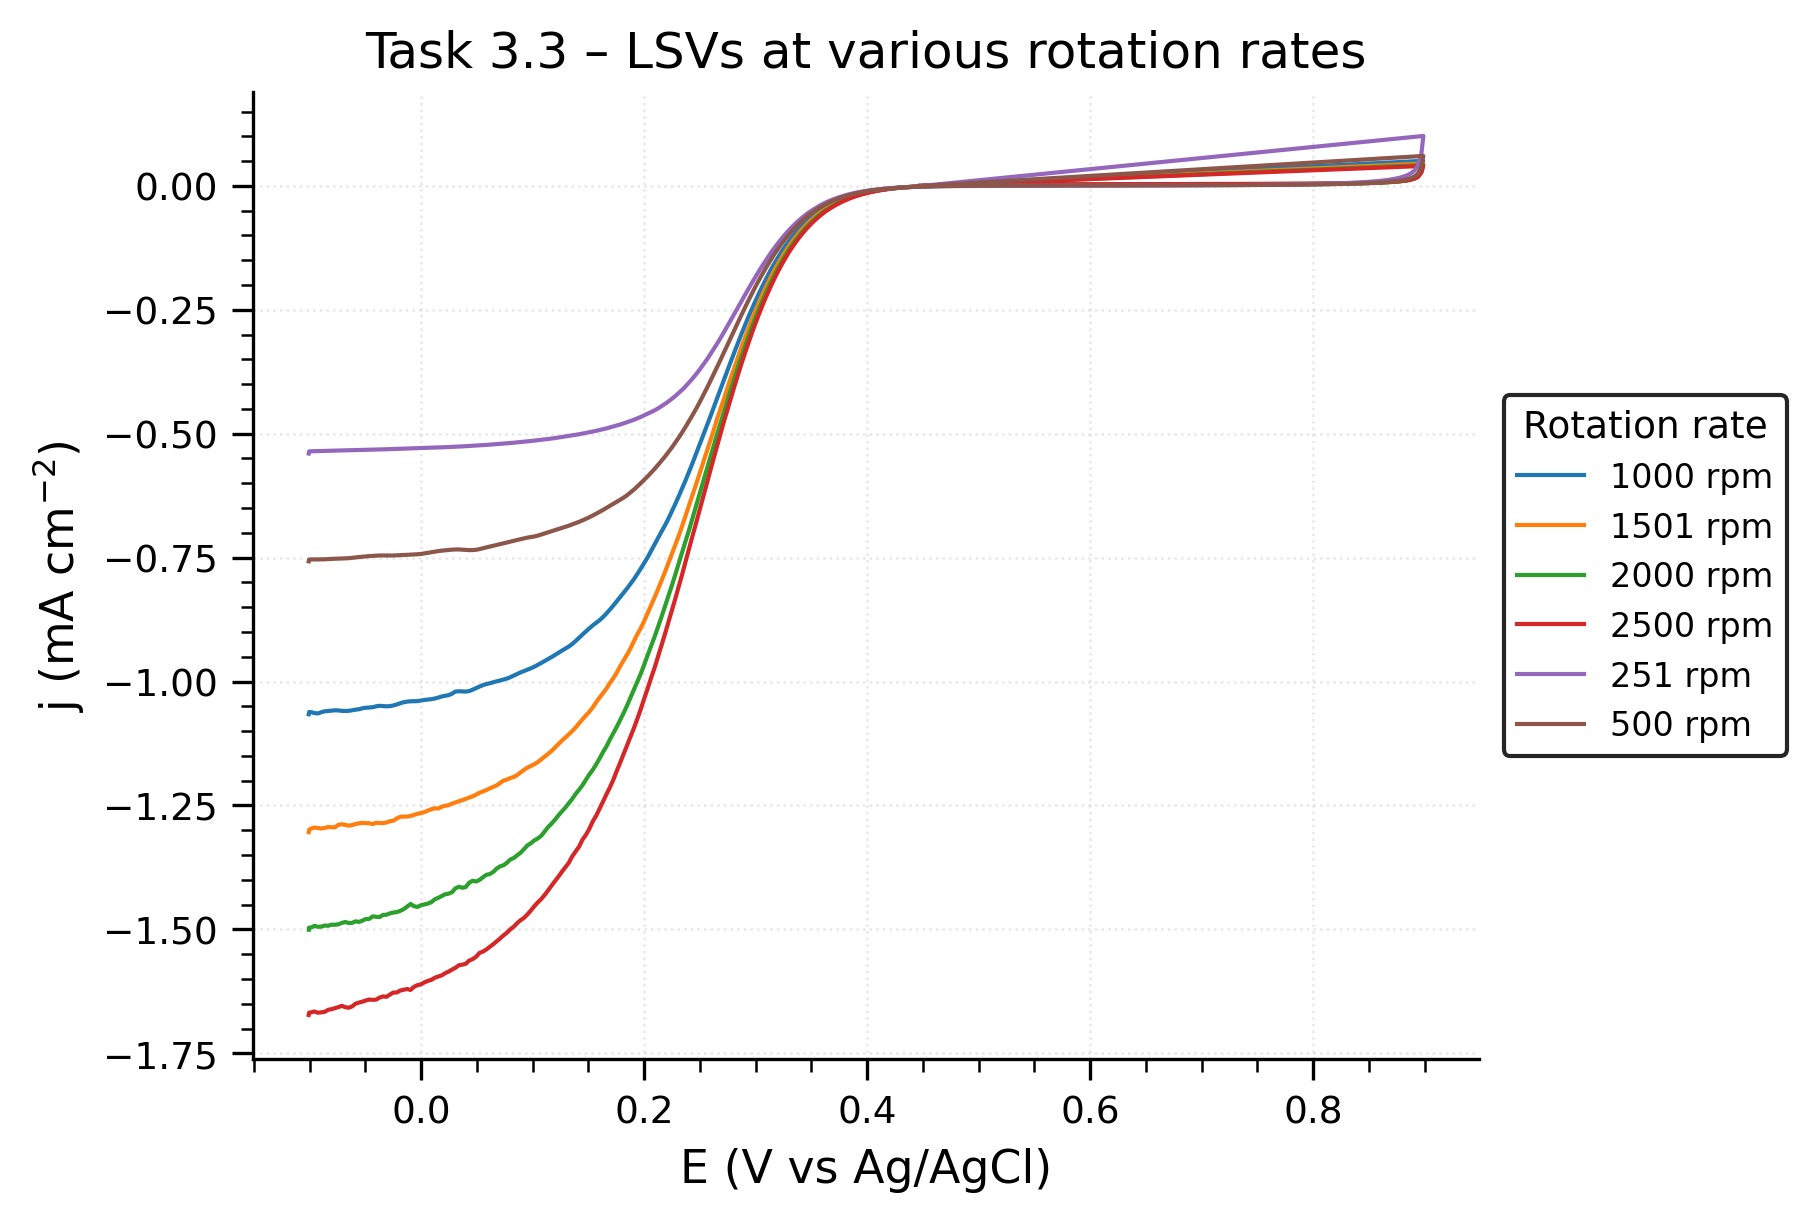 Task 3.3 – LSVs at various rotation rates
0.00
−0.25
−0.50
−0.75
−1.00
−1.25
−1.50
−1.75
j (mA cm⁻²)
0.0 0.2 0.4 0.6 0.8
E (V vs Ag/AgCl)
Rotation rate
1000 rpm
1501 rpm
2000 rpm
2500 rpm
251 rpm
500 rpm